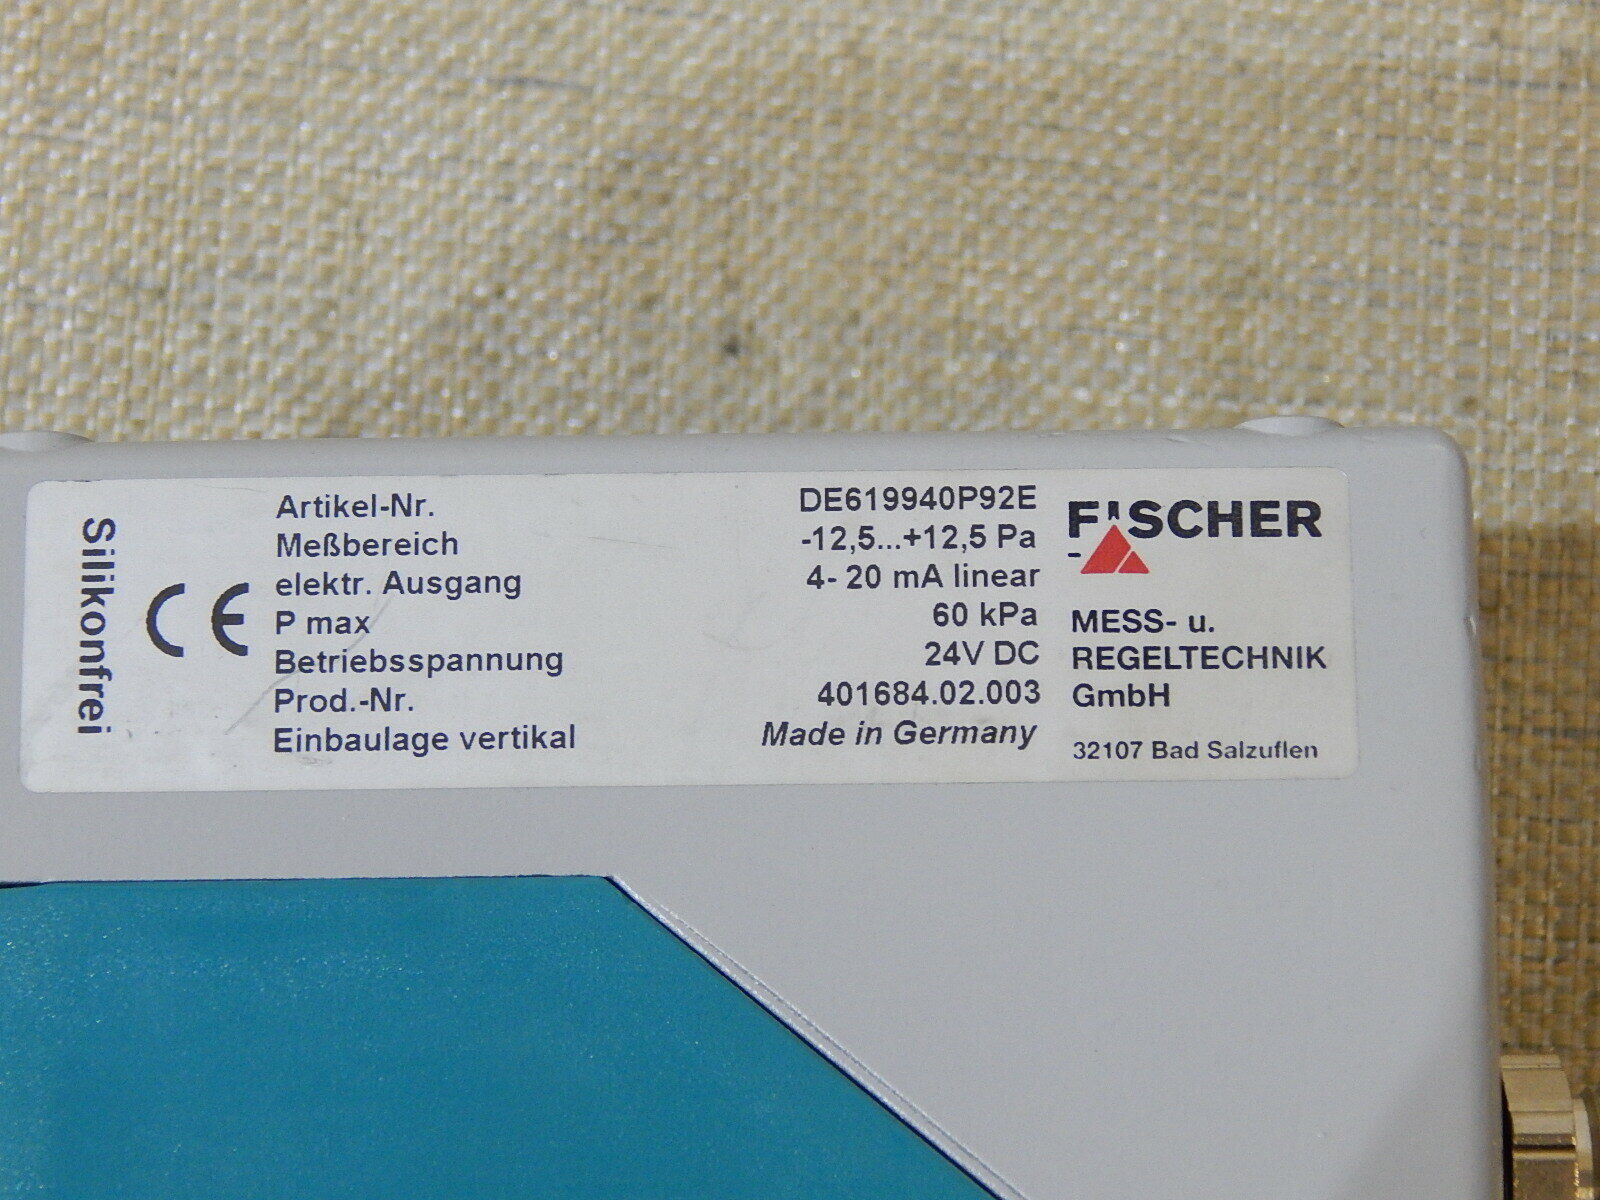 Silikonfrei
CE
Artikel-Nr. DE619940P92E
Meßbereich -12,5...+12,5 Pa
elektr. Ausgang 4- 20 mA linear
P max 60 kPa
Betriebsspannung 24V DC
Prod.-Nr. 401684.02.003
Einbaulage vertikal Made in Germany
FISCHER
MESS- u.
REGELTECHNIK
GmbH
32107 Bad Salzuflen